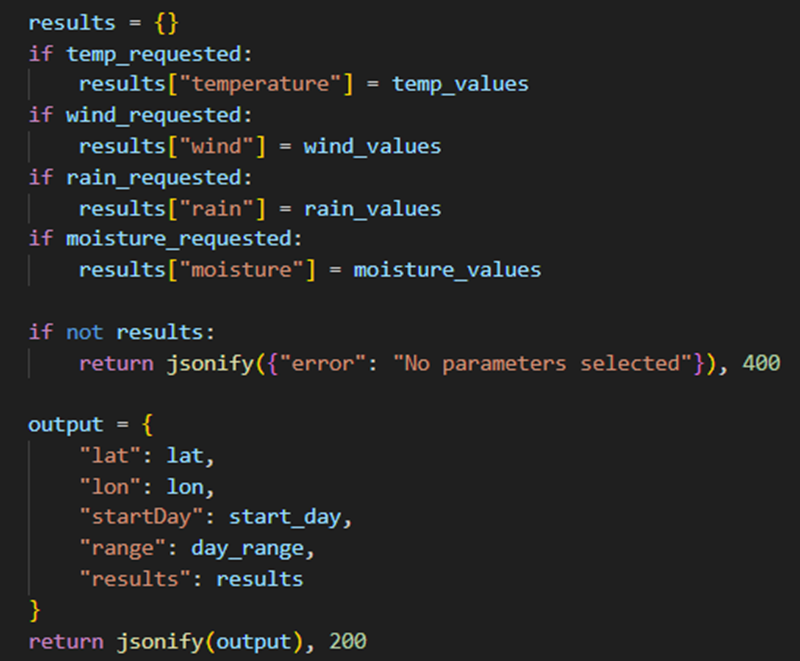 results = {}
if temp_requested:
    results["temperature"] = temp_values
if wind_requested:
    results["wind"] = wind_values
if rain_requested:
    results["rain"] = rain_values
if moisture_requested:
    results["moisture"] = moisture_values

if not results:
    return jsonify({"error": "No parameters selected"}), 400

output = {
    "lat": lat,
    "lon": lon,
    "startDay": start_day,
    "range": day_range,
    "results": results
}
return jsonify(output), 200